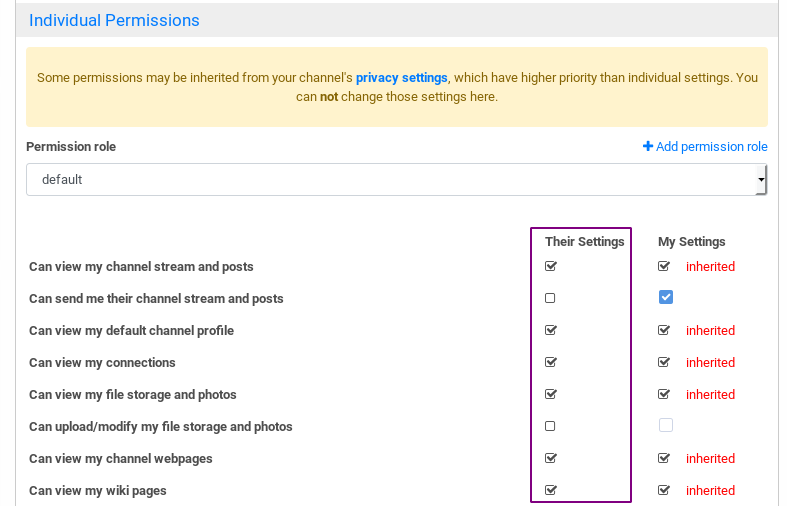 Individual Permissions
Some permissions may be inherited from your channel's privacy settings, which have higher priority than individual settings. You
can not change those settings here.
Permission role
Add permission role
default
Their Settings My Settings
Can view my channel stream and posts inherited
Can send me their channel stream and posts
Can view my default channel profile inherited
Can view my connections inherited
Can view my file storage and photos inherited
Can upload/modify my file storage and photos
Can view my channel webpages inherited
Can view my wiki pages inherited